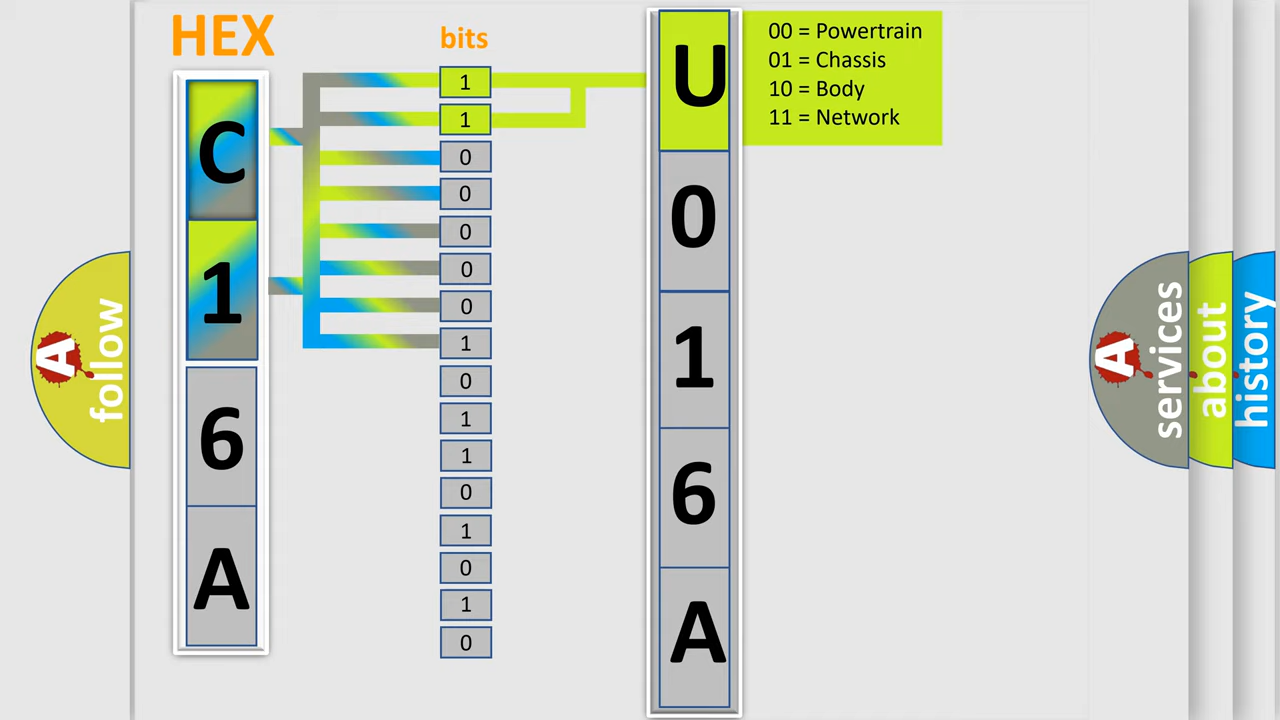 HEX
bits
C
1
6
A
1
1
0
0
0
0
0
1
0
1
1
0
1
0
1
0
U
0
1
6
A
00 = Powertrain
01 = Chassis
10 = Body
11 = Network
A
follow
A
services
about
history